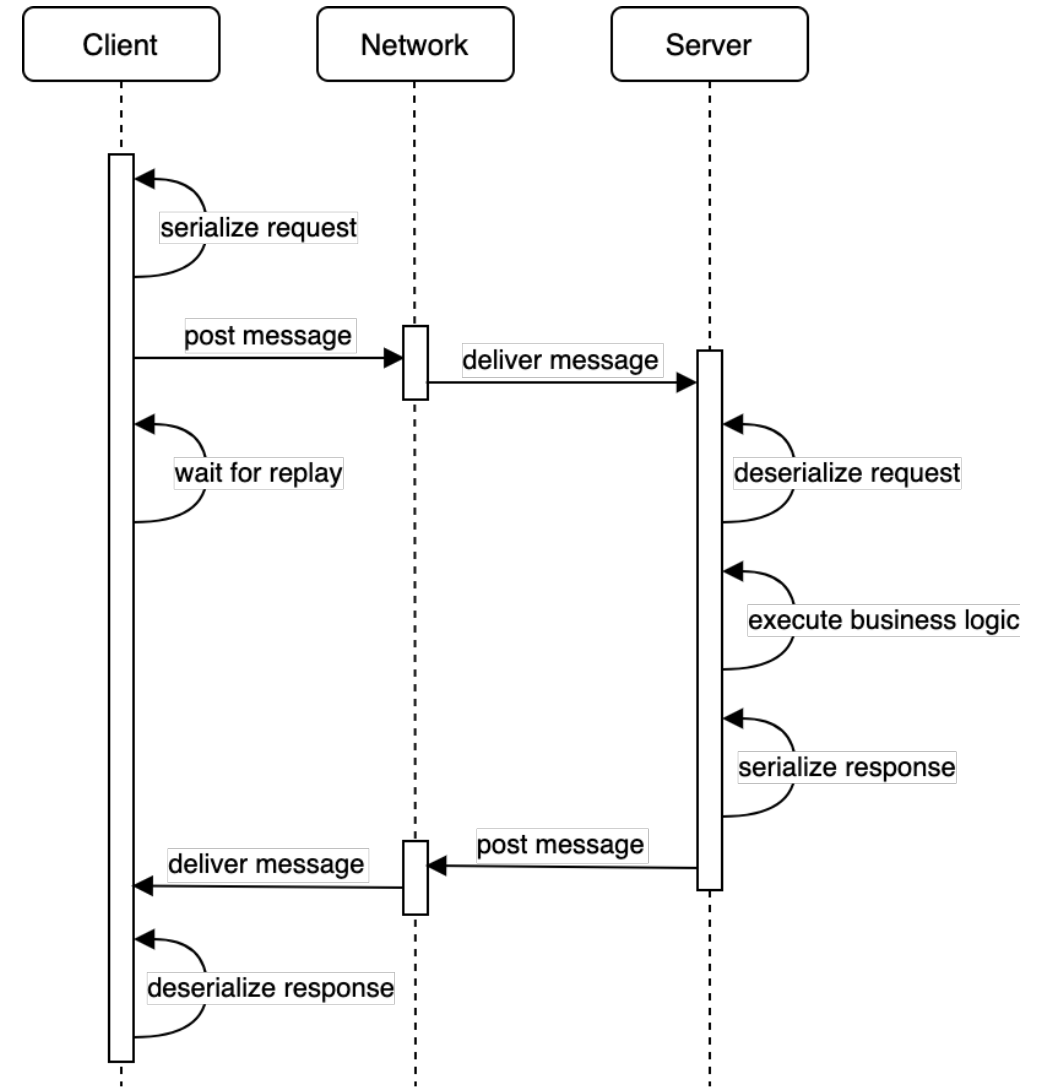 Client
Network
Server
serialize request
post message
deliver message
wait for replay
deserialize request
execute business logic
serialize response
post message
deliver message
deserialize response